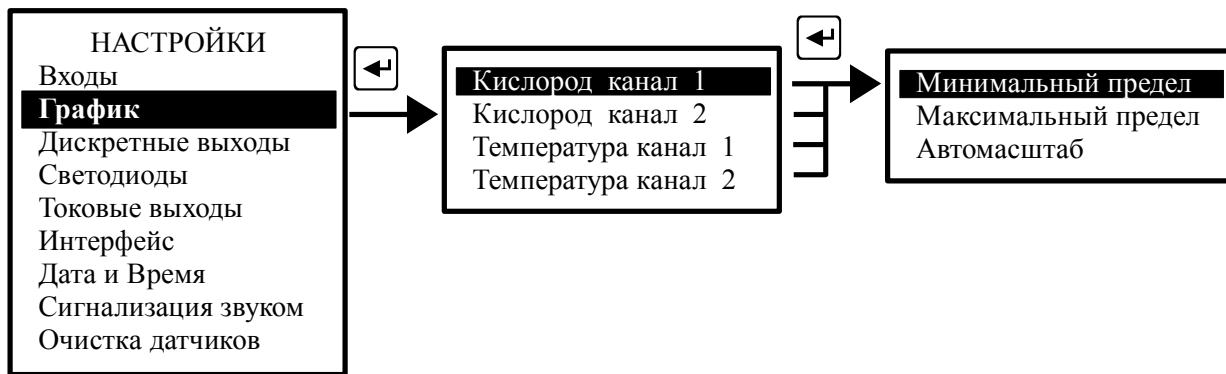 НАСТРОЙКИ
Входы
График
Дискретные выходы
Светодиоды
Токовые выходы
Интерфейс
Дата и Время
Сигнализация звуком
Очистка датчиков
Кислород канал 1
Кислород канал 2
Температура канал 1
Температура канал 2
Минимальный предел
Максимальный предел
Автомасштаб